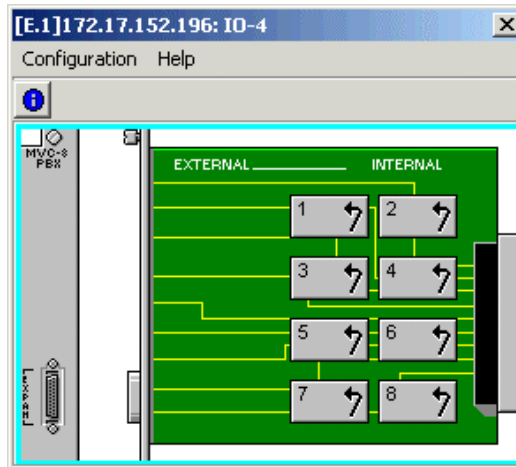 [E.1]172.17.152.196: IO-4
Configuration Help
MVC-8
PBX
EXTERNAL INTERNAL
1 2
3 4
5 6
7 8